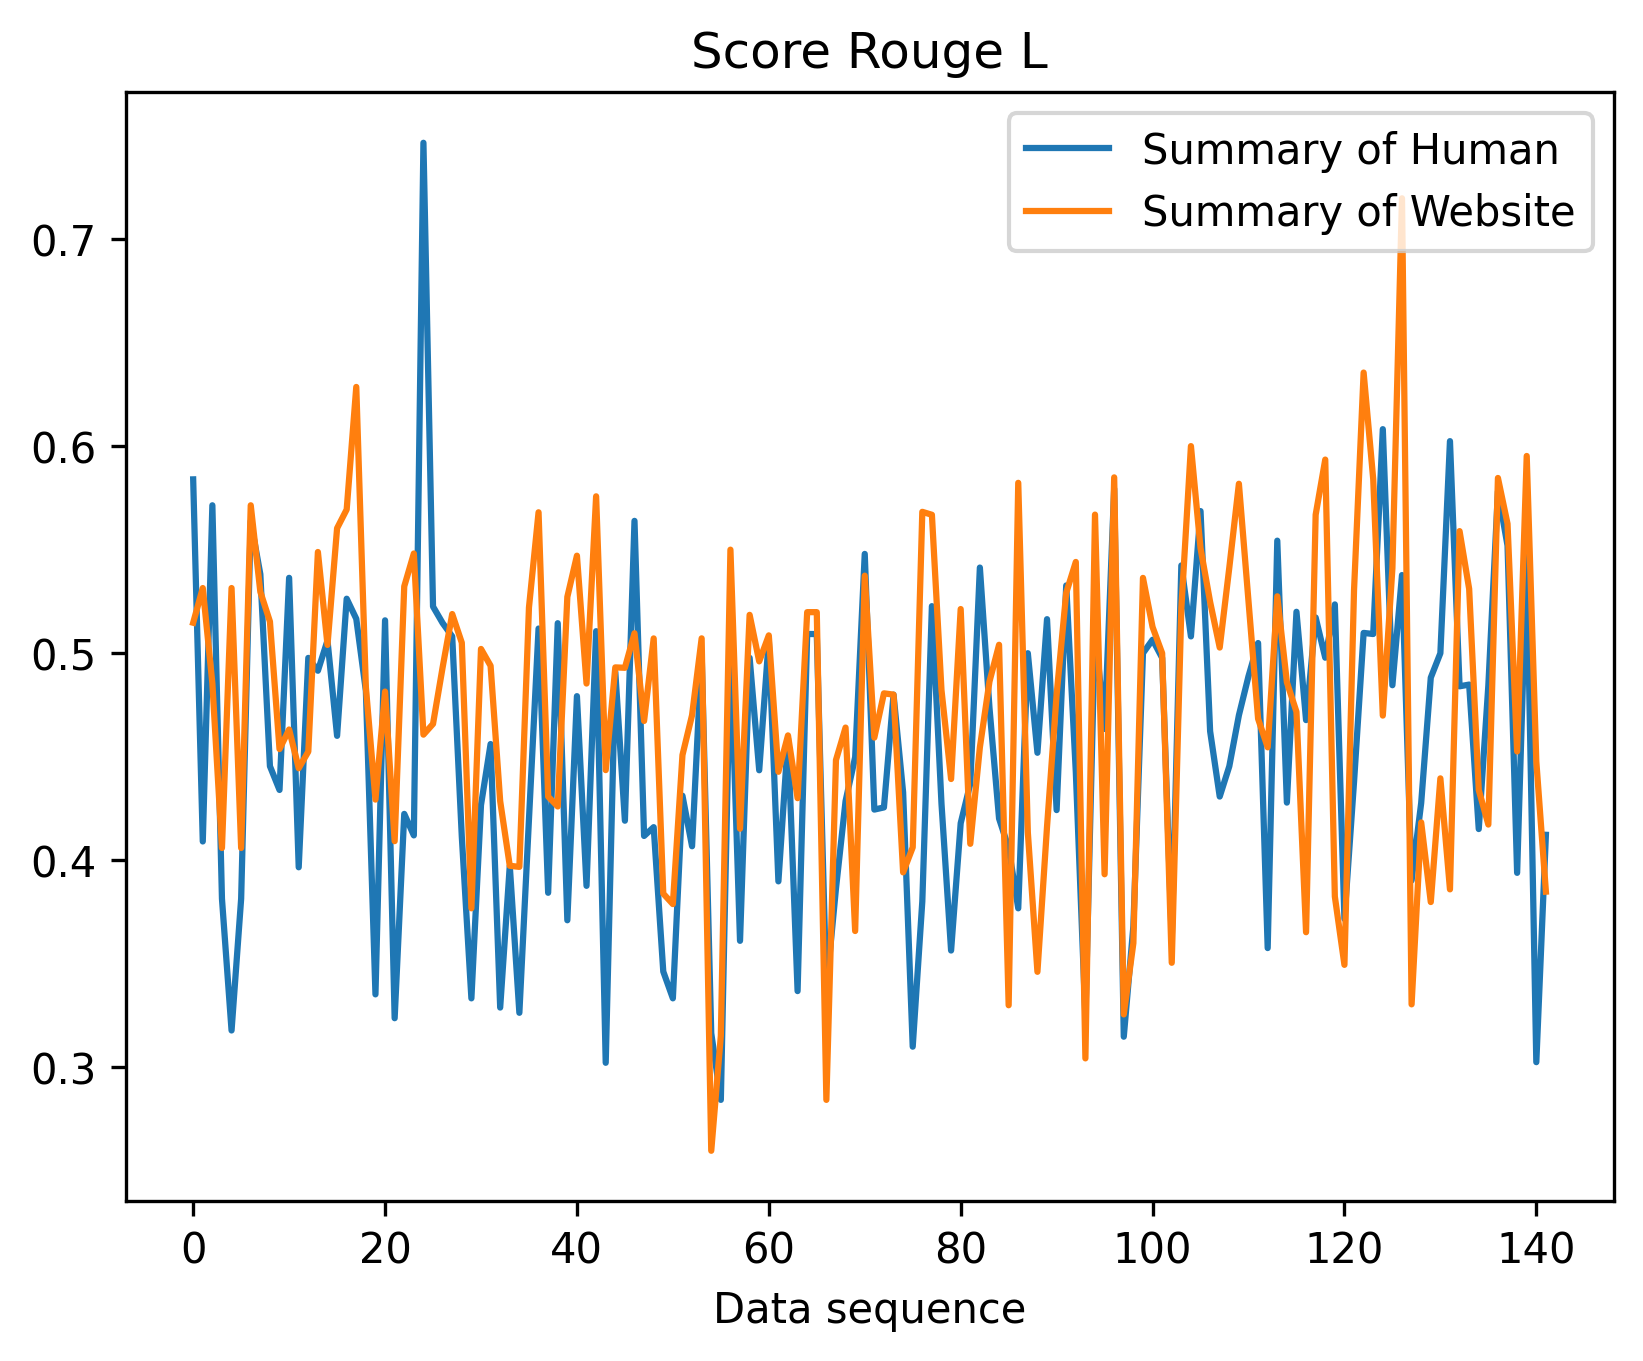 Score Rouge L
Summary of Human
Summary of Website
0.7
0.6
0.5
0.4
0.3
0 20 40 60 80 100 120 140
Data sequence